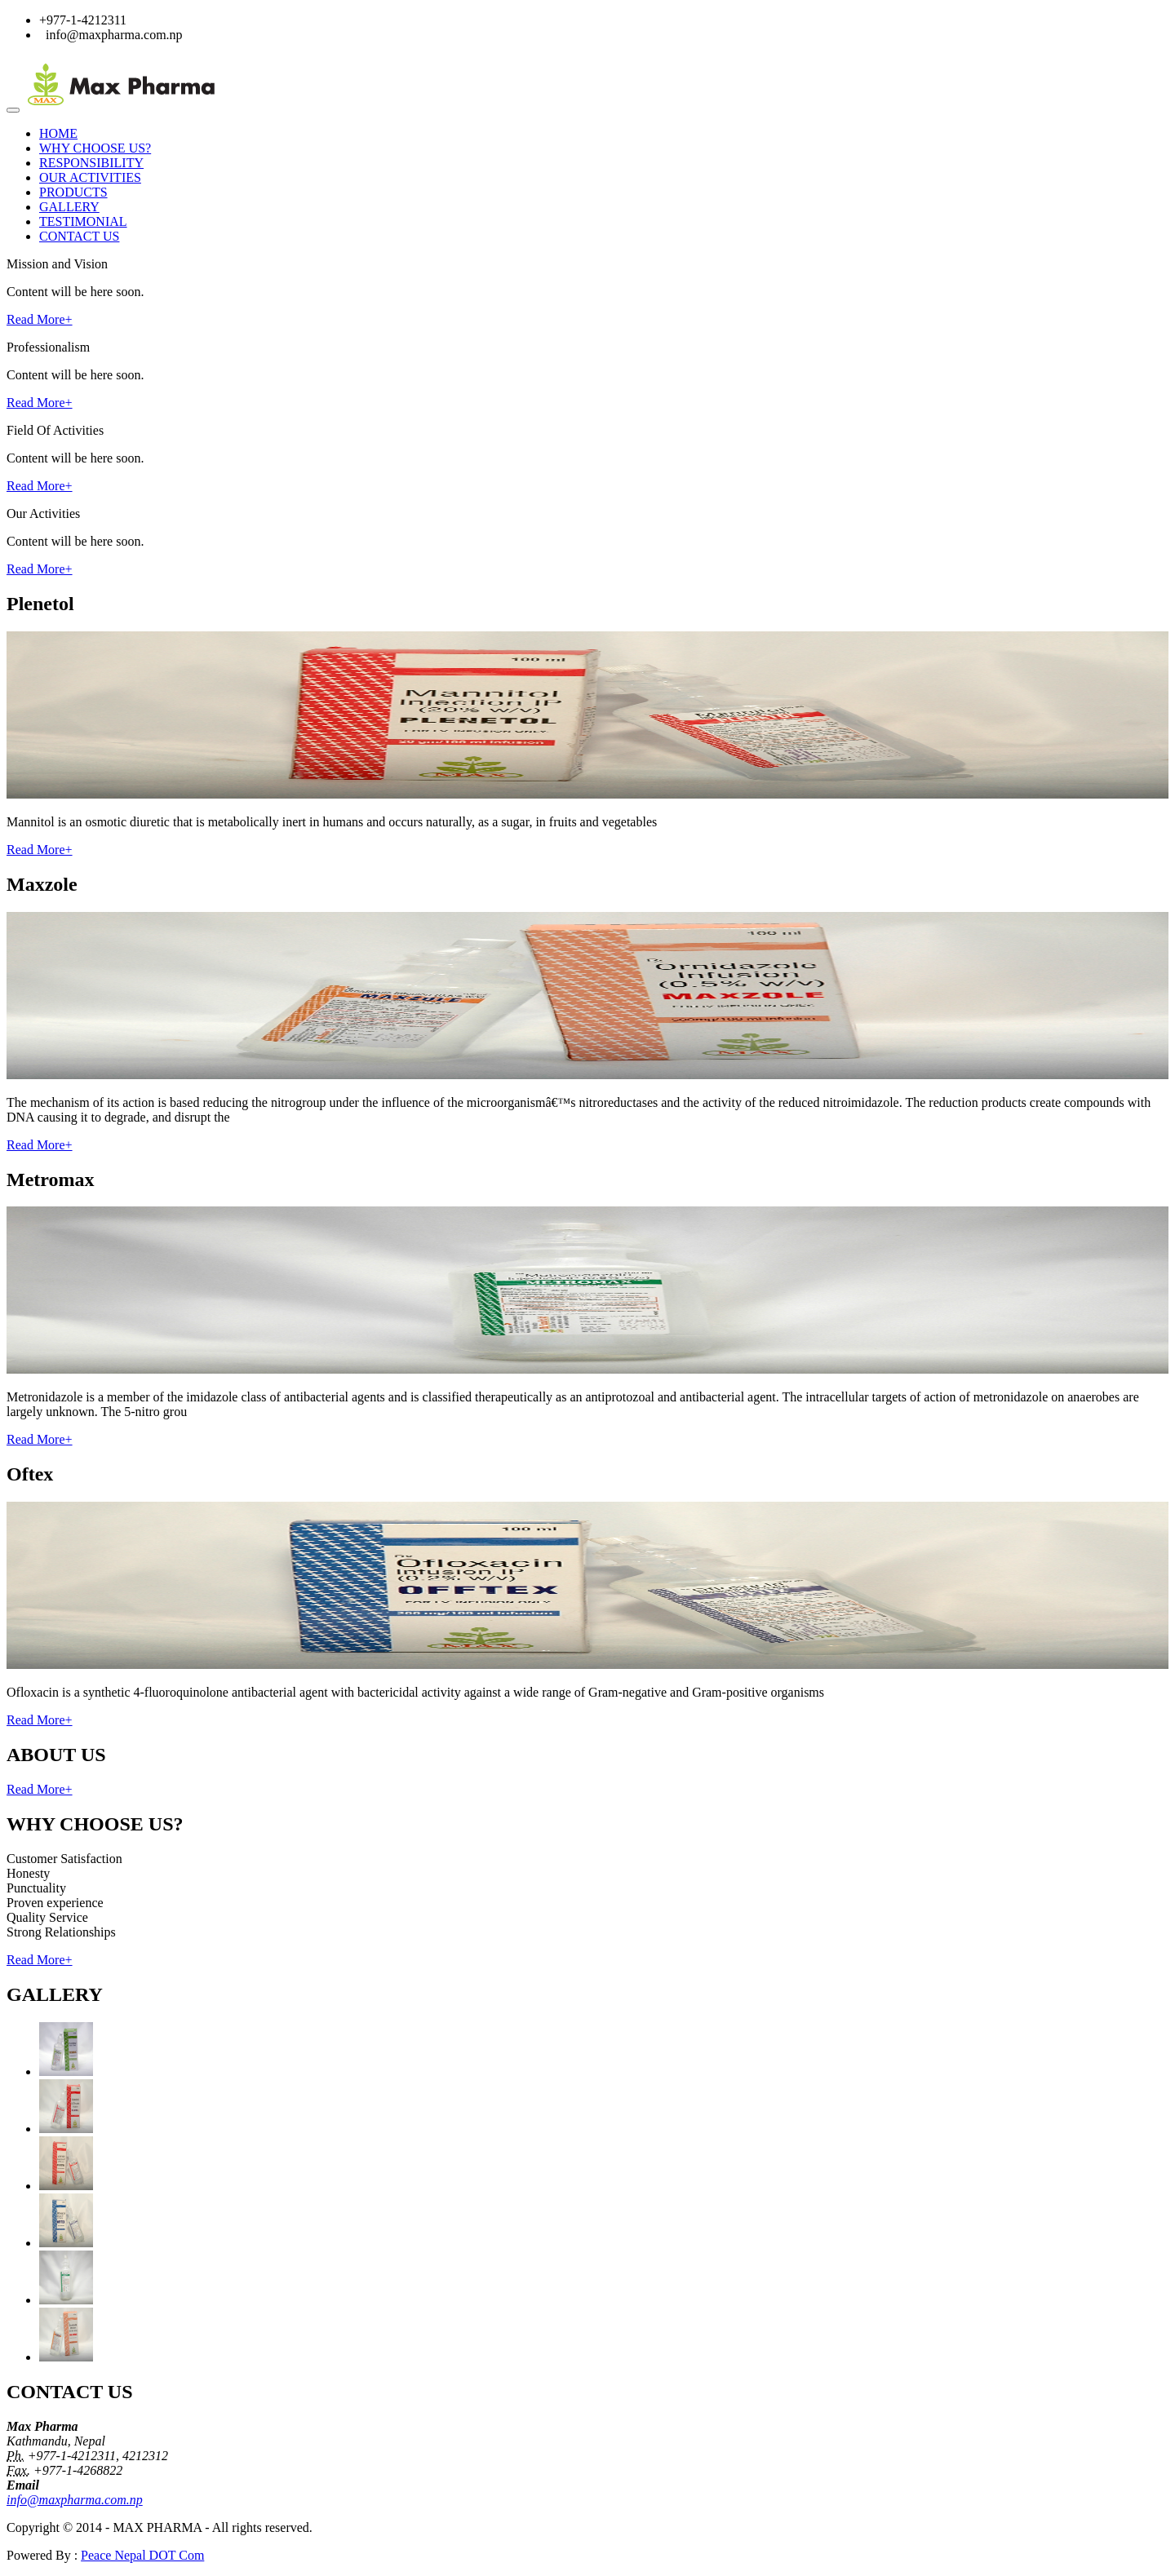 +977-1-4212311
info@maxpharma.com.np
MAX
Max Pharma
HOME
WHY CHOOSE US?
RESPONSIBILITY
OUR ACTIVITIES
PRODUCTS
GALLERY
TESTIMONIAL
CONTACT US
Mission and Vision
Content will be here soon.
Read More+
Professionalism
Content will be here soon.
Read More+
Field Of Activities
Content will be here soon.
Read More+
Our Activities
Content will be here soon.
Read More+
Plenetol
100 ml
Mannitol
Injection IP
(20% w/v)
PLENETOL
20 gm/100 ml Infusion
MAX
Mannitol is an osmotic diuretic that is metabolically inert in humans and occurs naturally, as a sugar, in fruits and vegetables
Read More+
Maxzole
MAXZOLE
100 ml
Ornidazole
Infusion
(0.5% w/v)
MAXZOLE
500mg/100 ml Infusion
MAX
The mechanism of its action is based reducing the nitrogroup under the influence of the microorganismâ€™s nitroreductases and the activity of the reduced nitroimidazole. The reduction products create compounds with
DNA causing it to degrade, and disrupt the
Read More+
Metromax
METROMAX
Metronidazole is a member of the imidazole class of antibacterial agents and is classified therapeutically as an antiprotozoal and antibacterial agent. The intracellular targets of action of metronidazole on anaerobes are
largely unknown. The 5-nitro grou
Read More+
Oftex
100 ml
Ofloxacin
Infusion IP
(0.2% w/v)
OFFTEX
200 mg/100 ml Infusion
MAX
Ofloxacin is a synthetic 4-fluoroquinolone antibacterial agent with bactericidal activity against a wide range of Gram-negative and Gram-positive organisms
Read More+
ABOUT US
Read More+
WHY CHOOSE US?
Customer Satisfaction
Honesty
Punctuality
Proven experience
Quality Service
Strong Relationships
Read More+
GALLERY
CONTACT US
Max Pharma
Kathmandu, Nepal
Ph. +977-1-4212311, 4212312
Fax. +977-1-4268822
Email
info@maxpharma.com.np
Copyright © 2014 - MAX PHARMA - All rights reserved.
Powered By : Peace Nepal DOT Com